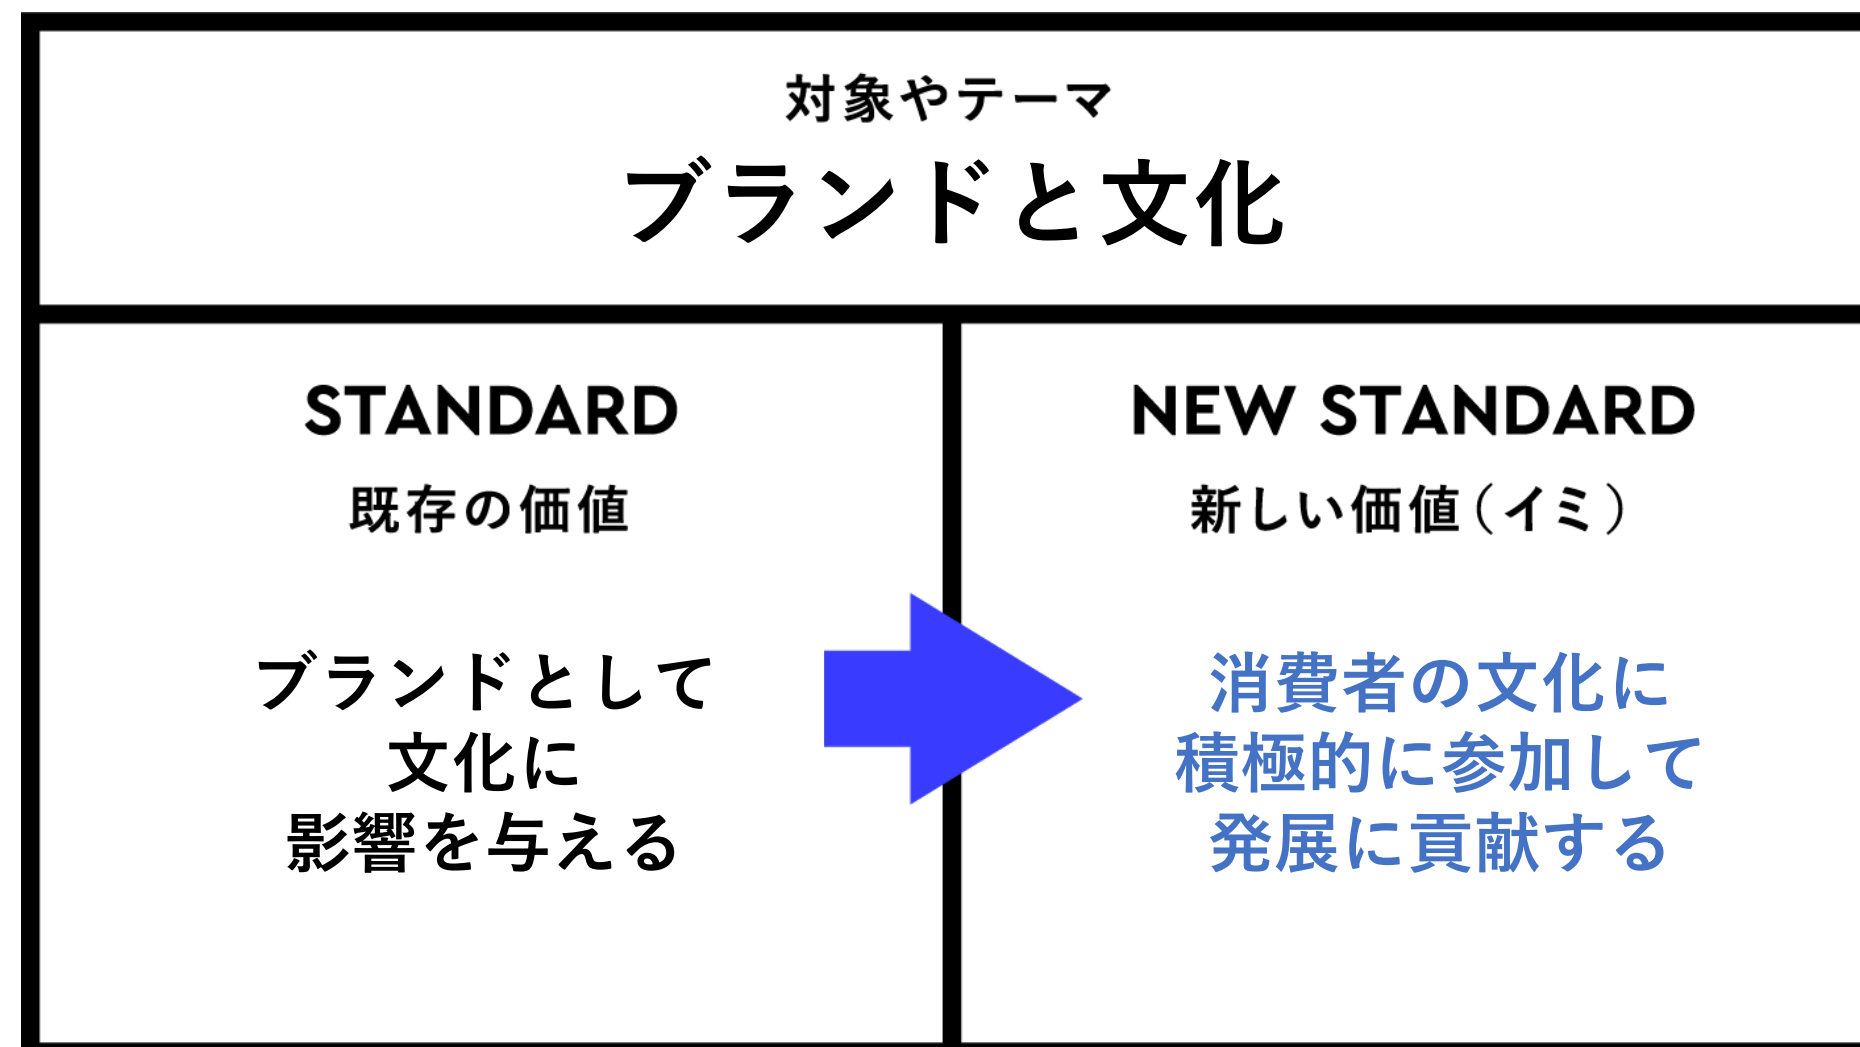 対象やテーマ
ブランドと文化
STANDARD
既存の価値
ブランドとして
文化に
影響を与える
NEW STANDARD
新しい価値（イミ）
消費者の文化に
積極的に参加して
発展に貢献する